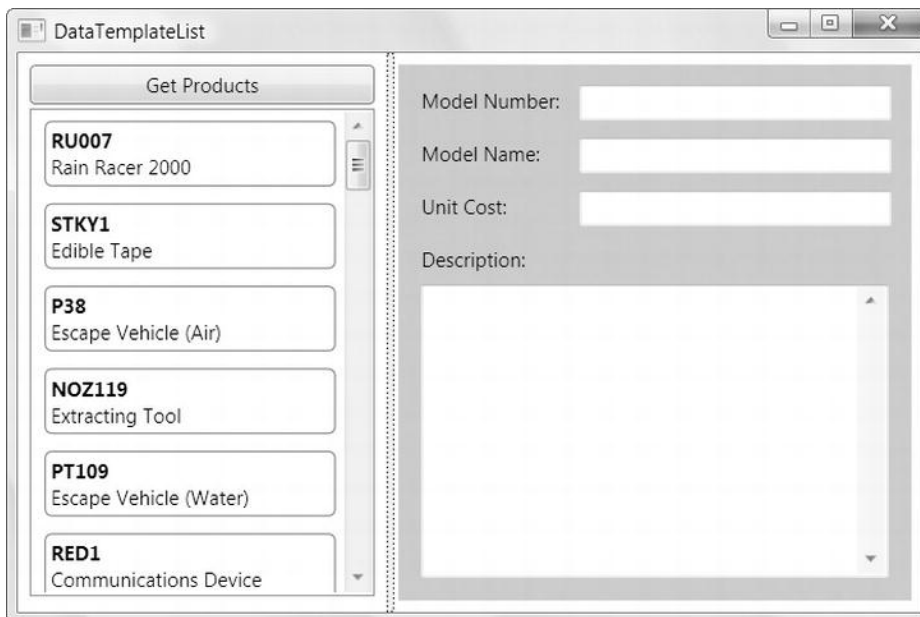 DataTemplateList
Get Products
RU007
Rain Racer 2000
STKY1
Edible Tape
P38
Escape Vehicle (Air)
NOZ119
Extracting Tool
PT109
Escape Vehicle (Water)
RED1
Communications Device
Model Number:
Model Name:
Unit Cost:
Description: